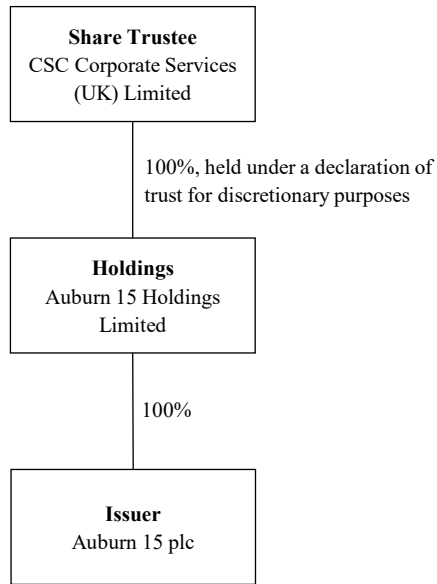 Share Trustee
CSC Corporate Services
(UK) Limited
100%, held under a declaration of
trust for discretionary purposes
Holdings
Auburn 15 Holdings
Limited
100%
Issuer
Auburn 15 plc